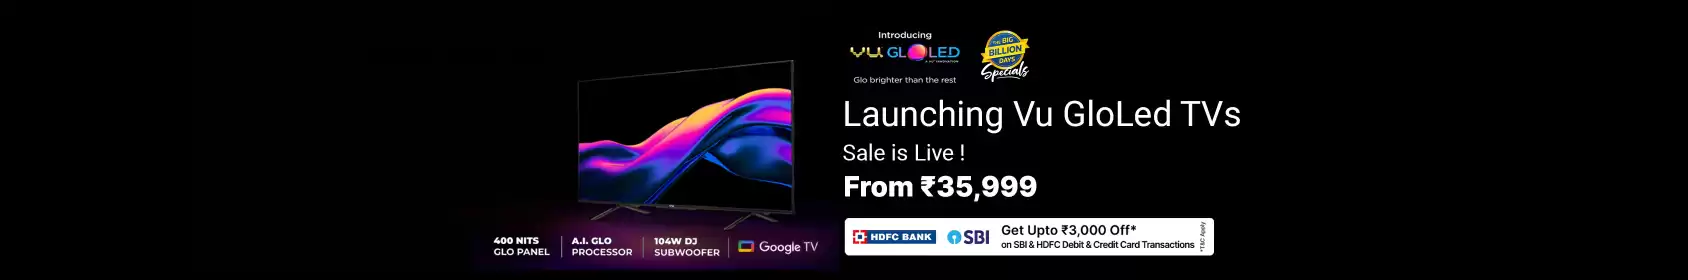 Introducing
VU GLOLED
Glo brighter than the rest
THE BIG
BILLION
DAYS
Specials
Launching Vu GloLed TVs
Sale is Live !
From ₹35,999
HDFC BANK
SBI
Get Upto ₹3,000 Off*
on SBI & HDFC Debit & Credit Card Transactions
*T&C Apply
400 NITS
GLO PANEL
A.I. GLO
PROCESSOR
104W DJ
SUBWOOFER
Google TV